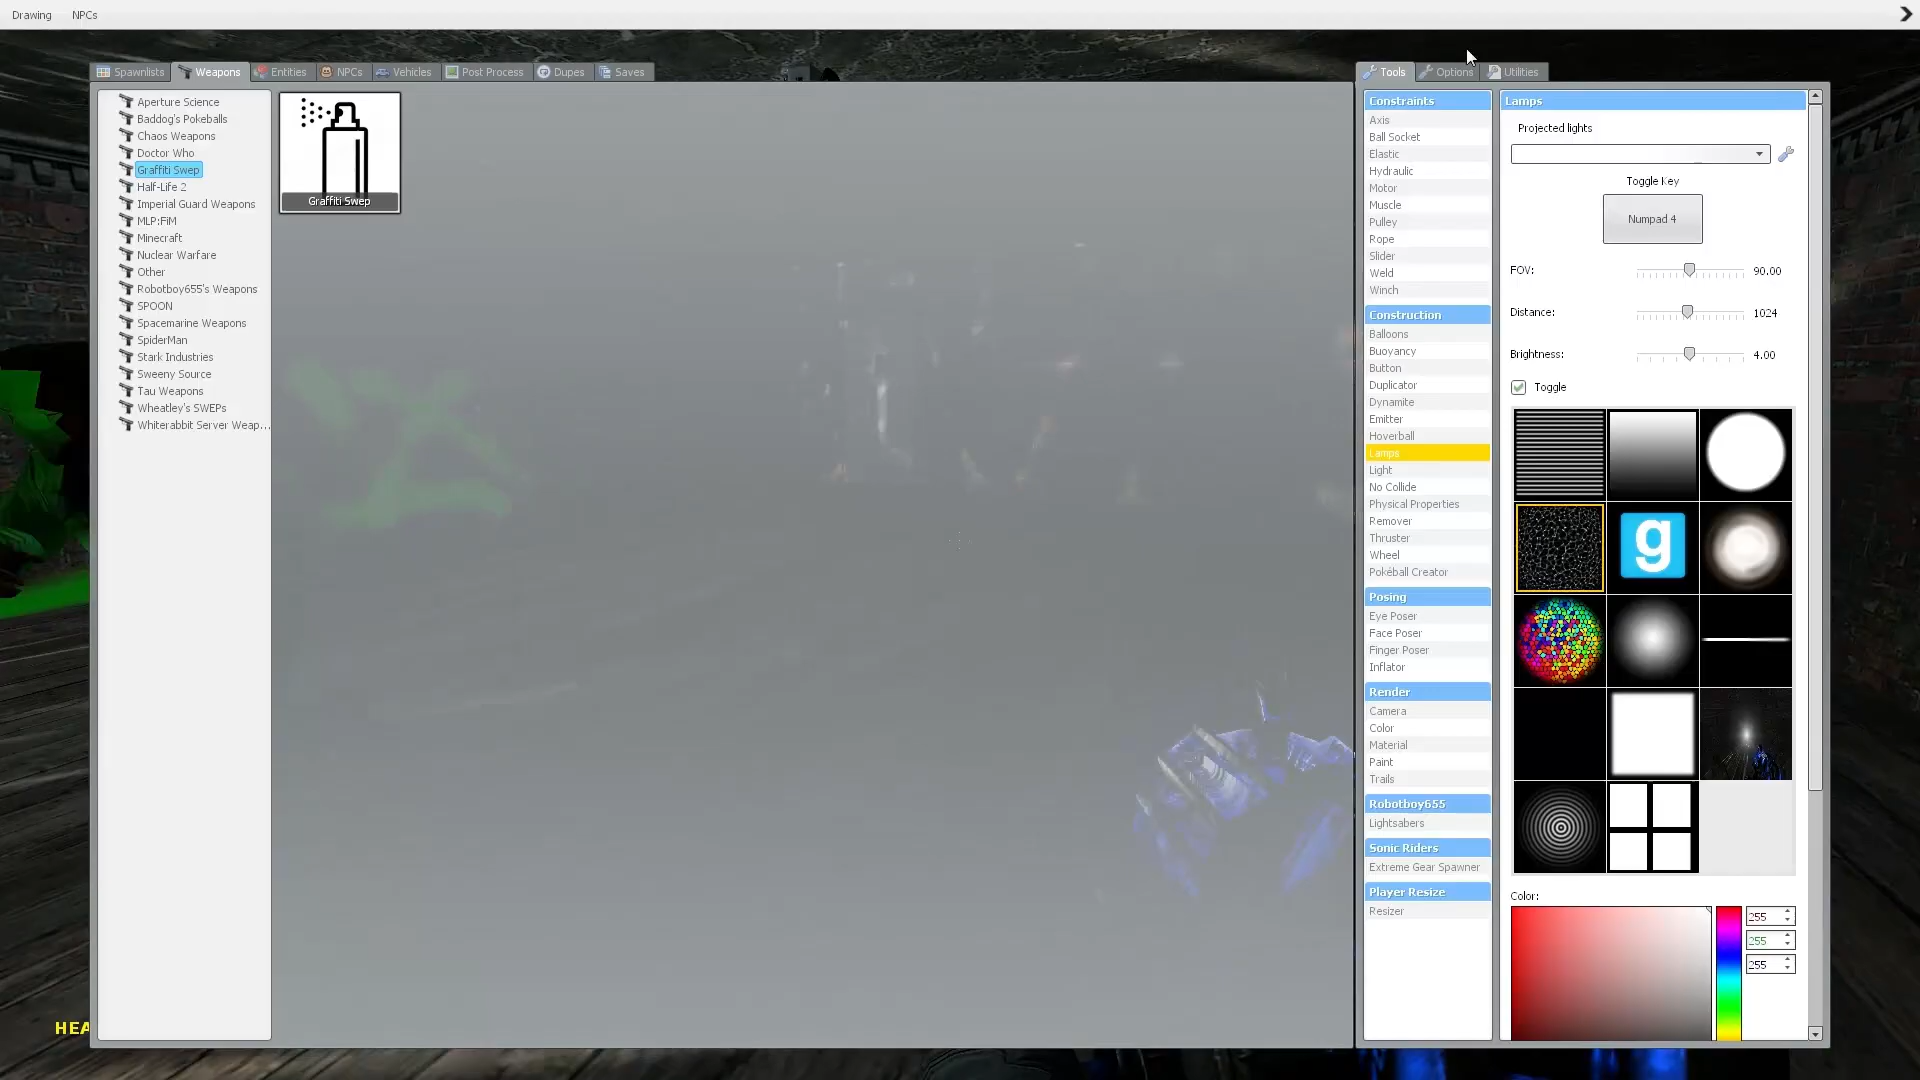 Drawing NPCs
Spawnlists Weapons Entities NPCs Vehicles Post Process Dupes Saves
Tools Options Utilities
Aperture Science
Baddog's Pokeballs
Chaos Weapons
Doctor Who
Graffiti Swep
Half-Life 2
Imperial Guard Weapons
MLP:FiM
Minecraft
Nuclear Warfare
Other
Robotboy655's Weapons
SPOON
Spacemarine Weapons
SpiderMan
Stark Industries
Sweeny Source
Tau Weapons
Wheatley's SWEPs
Whiterabbit Server Weap...
Graffiti Swep
Constraints
Axis
Ball Socket
Elastic
Hydraulic
Motor
Muscle
Pulley
Rope
Slider
Weld
Winch
Construction
Balloons
Buoyancy
Button
Duplicator
Dynamite
Emitter
Hoverball
Lamps
Light
No Collide
Physical Properties
Remover
Thruster
Wheel
Pokéball Creator
Posing
Eye Poser
Face Poser
Finger Poser
Inflator
Render
Camera
Color
Material
Paint
Trails
Robotboy655
Lightsabers
Sonic Riders
Extreme Gear Spawner
Player Resize
Resizer
Lamps
Projected lights
Toggle Key
Numpad 4
FOV: 90.00
Distance: 1024
Brightness: 4.00
Toggle
g
Color:
255
255
255
HEA